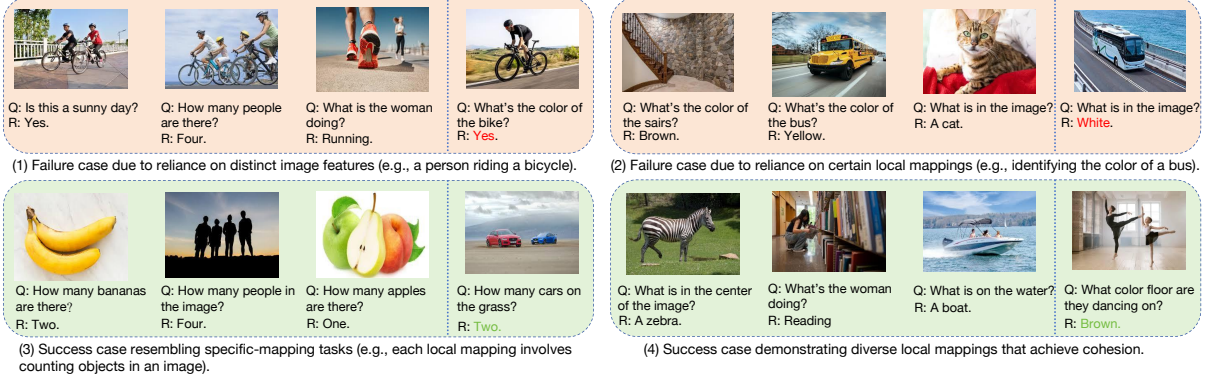 Q: Is this a sunny day?
R: Yes.
Q: How many people
are there?
R: Four.
Q: What is the woman
doing?
R: Running.
Q: What's the color of
the bike?
R: Yes.
(1) Failure case due to reliance on distinct image features (e.g., a person riding a bicycle).
Q: What's the color of
the sairs?
R: Brown.
Q: What's the color of
the bus?
R: Yellow.
Q: What is in the image?
R: A cat.
Q: What is in the image?
R: White.
(2) Failure case due to reliance on certain local mappings (e.g., identifying the color of a bus).
Q: How many bananas
are there?
R: Two.
Q: How many people in
the image?
R: Four.
Q: How many apples
are there?
R: One.
Q: How many cars on
the grass?
R: Two.
(3) Success case resembling specific-mapping tasks (e.g., each local mapping involves
counting objects in an image).
Q: What is in the center
of the image?
R: A zebra.
Q: What's the woman
doing?
R: Reading
Q: What is on the water?
R: A boat.
Q: What color floor are
they dancing on?
R: Brown.
(4) Success case demonstrating diverse local mappings that achieve cohesion.